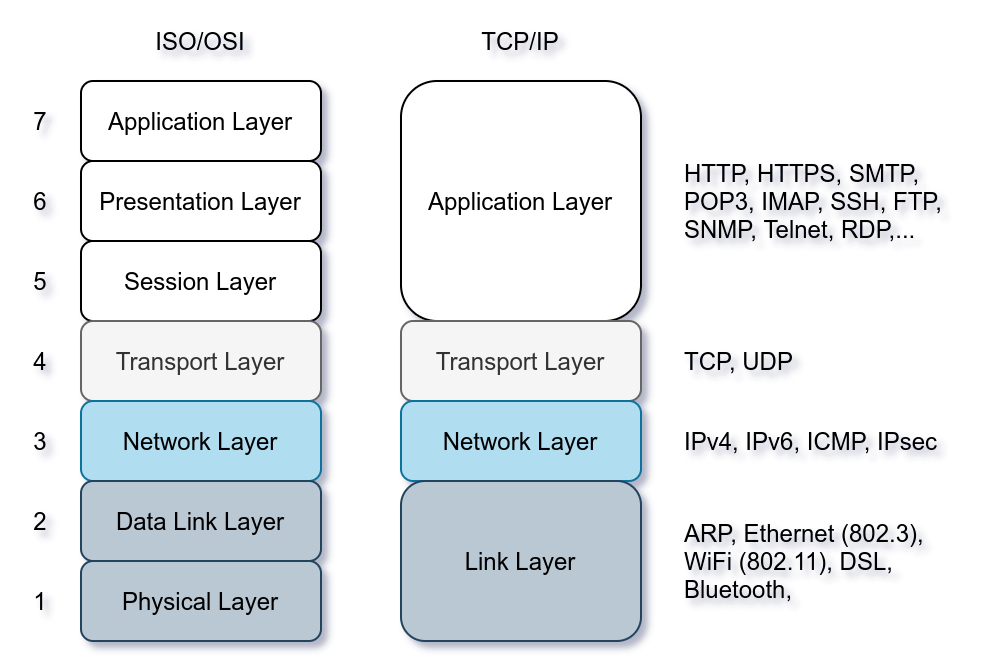 ISO/OSI TCP/IP
7 Application Layer
6 Presentation Layer Application Layer
HTTP, HTTPS, SMTP,
POP3, IMAP, SSH, FTP,
SNMP, Telnet, RDP,...
5 Session Layer
4 Transport Layer Transport Layer TCP, UDP
3 Network Layer Network Layer IPv4, IPv6, ICMP, IPsec
2 Data Link Layer
Link Layer
ARP, Ethernet (802.3),
WiFi (802.11), DSL,
Bluetooth,
1 Physical Layer